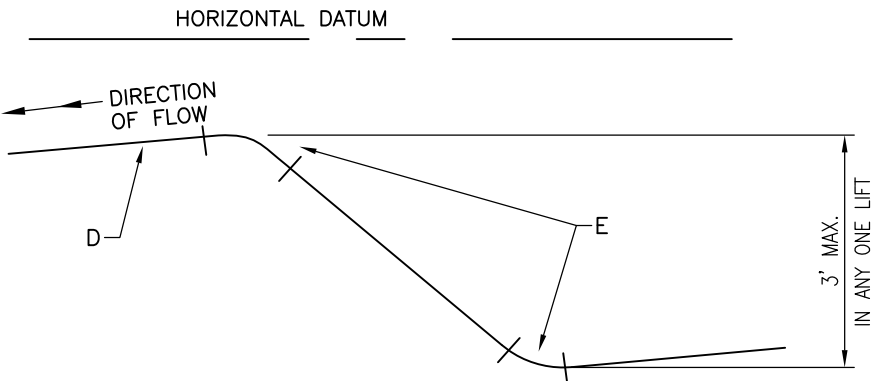 HORIZONTAL DATUM
DIRECTION
OF FLOW
D
E
3' MAX.
IN ANY ONE LIFT